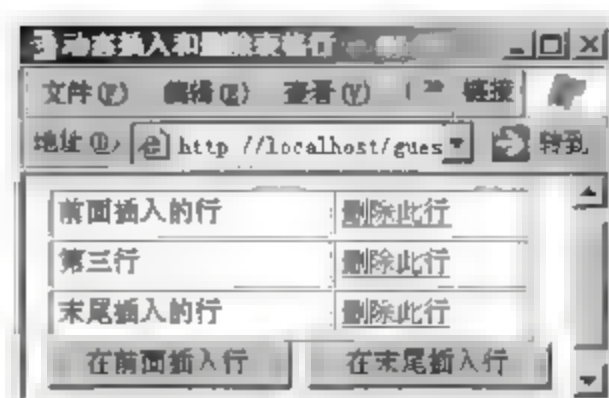 动态插入和删除表格行
文件(F) 编辑(E) 查看(V) 链接
地址(D) http://localhost/gues 转到
前面插入的行 删除此行
第三行 删除此行
末尾插入的行 删除此行
在前面插入行 在末尾插入行